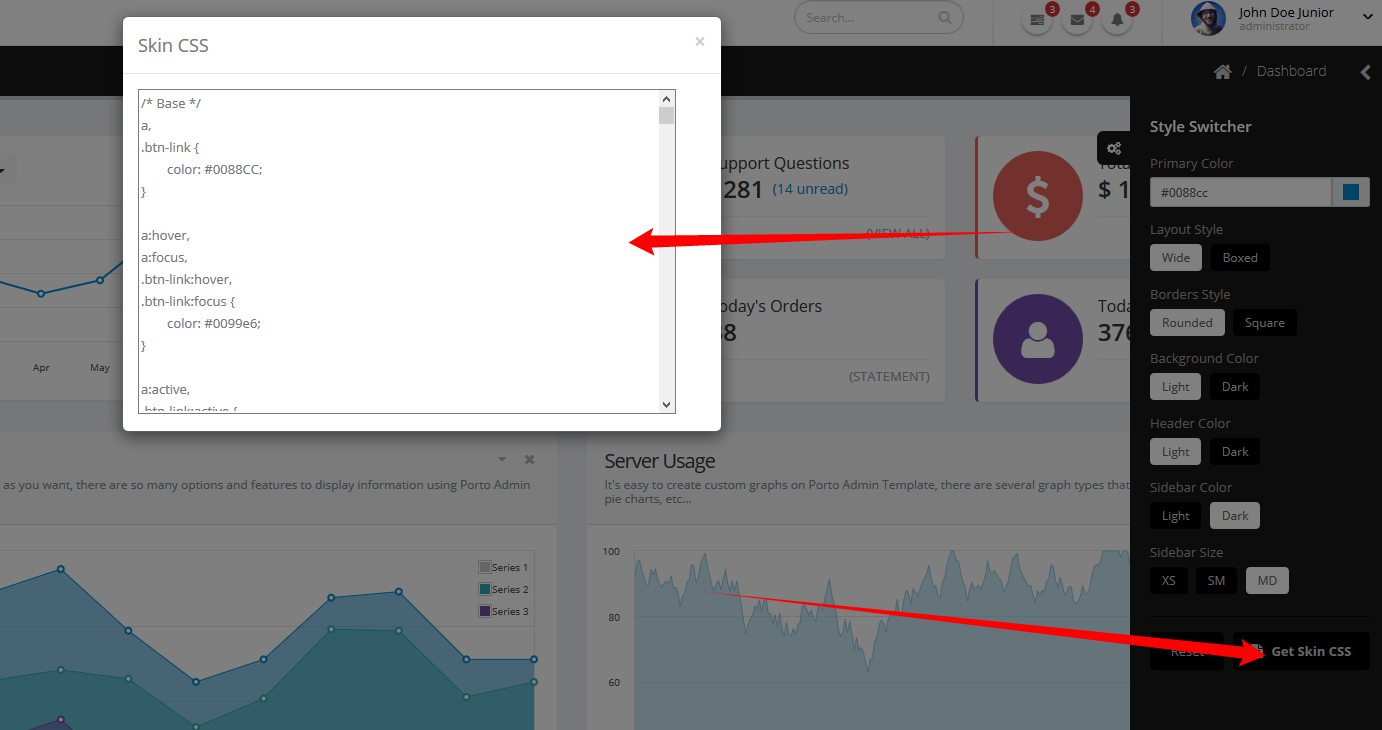 Skin CSS
×
/* Base */
a,
.btn-link {
color: #0088CC;
}
a:hover,
a:focus,
.btn-link:hover,
.btn-link:focus {
color: #0099e6;
}
a:active,
.btn-link:active {
Search...
3
4
3
John Doe Junior
administrator
/ Dashboard
upport Questions
281 (14 unread)
(VIEW ALL)
$ 1
oday's Orders
38
(STATEMENT)
Toda
376
Apr
May
as you want, there are so many options and features to display information using Porto Admin
Series 1
Series 2
Series 3
Server Usage
It's easy to create custom graphs on Porto Admin Template, there are several graph types that
pie charts, etc...
100
80
60
Style Switcher
Primary Color
#0088cc
Layout Style
Wide Boxed
Borders Style
Rounded Square
Background Color
Light Dark
Header Color
Light Dark
Sidebar Color
Light Dark
Sidebar Size
XS SM MD
Reset Get Skin CSS